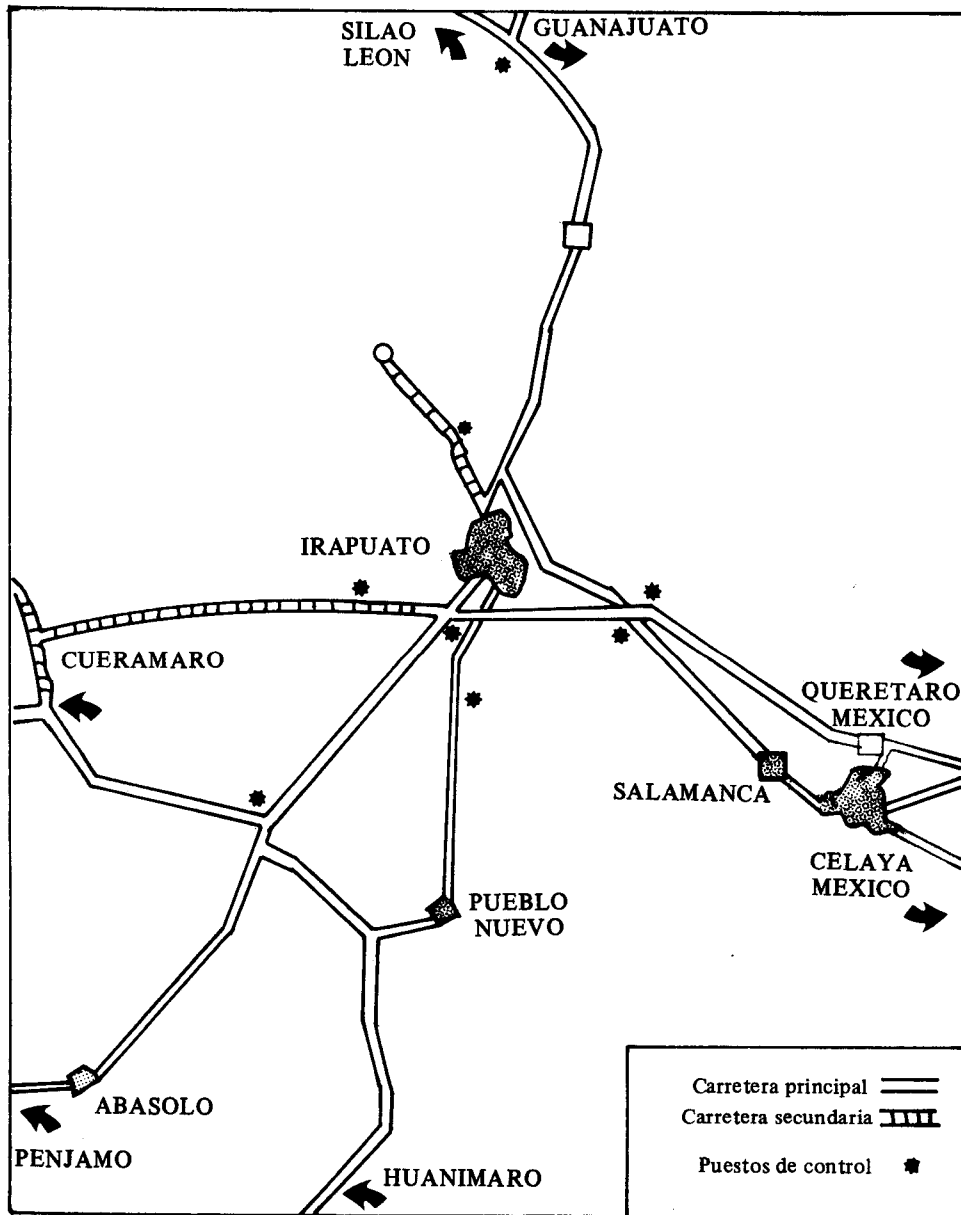 SILAO
LEON
GUANAJUATO
IRAPUATO
CUERAMARO
QUERETARO
MEXICO
SALAMANCA
CELAYA
MEXICO
PUEBLO
NUEVO
ABASOLO
PENJAMO
HUANIMARO
Carretera principal
Carretera secundaria
Puestos de control